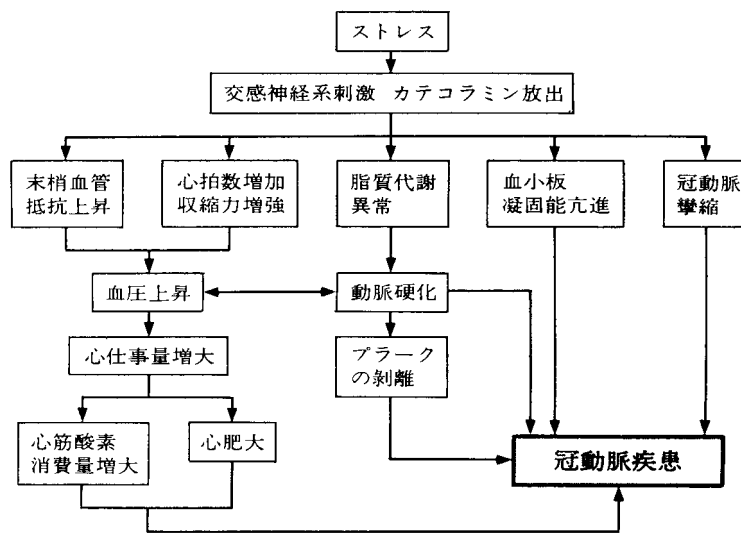 ストレス
交感神経系刺激 カテコラミン放出
末梢血管
抵抗上昇
心拍数増加
収縮力増強
脂質代謝
異常
血小板
凝固能亢進
冠動脈
攣縮
血圧上昇
動脈硬化
心仕事量増大
プラーク
の剥離
心筋酸素
消費量増大
心肥大
冠動脈疾患